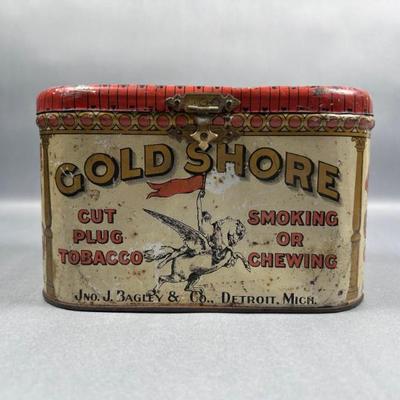 GOLD SHORE
CUT
PLUG
TOBACCO
SMOKING
OR
CHEWING
JNO. J. BAGLEY & CO., DETROIT, MICH.